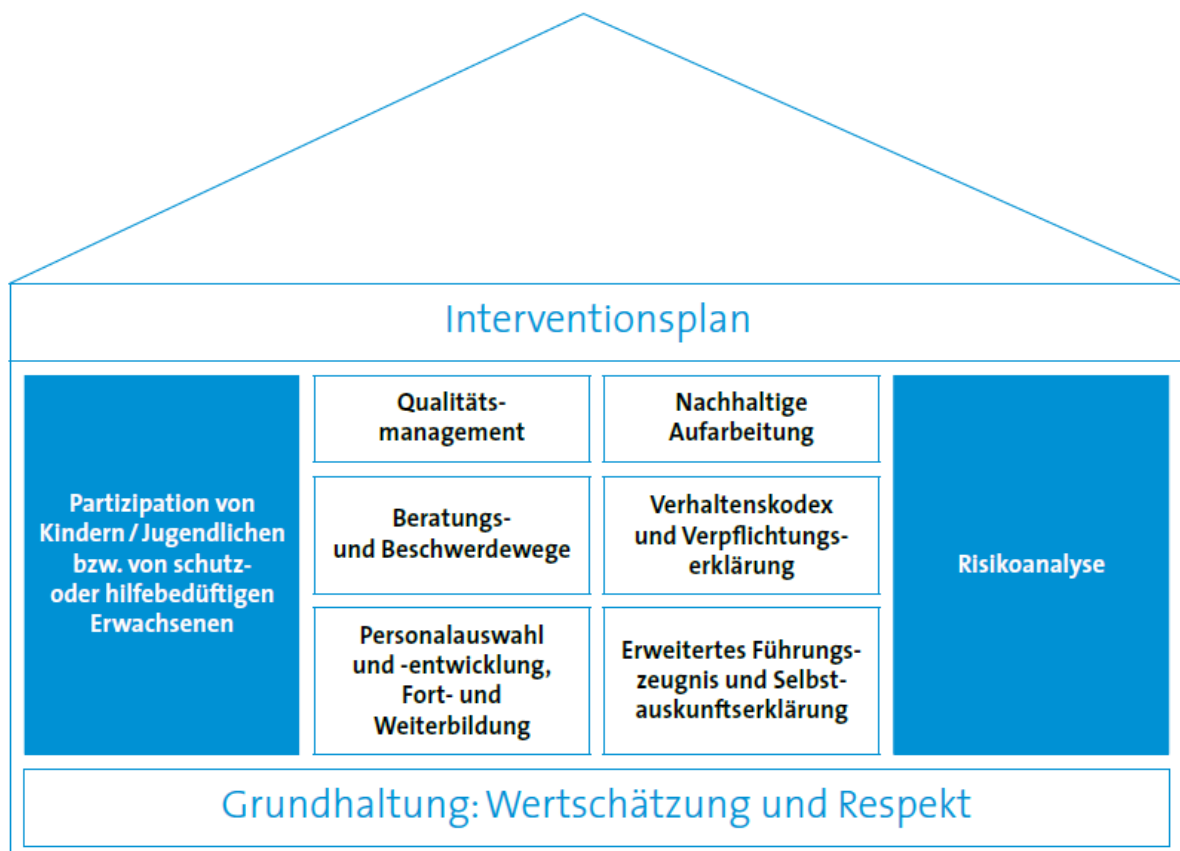 Interventionsplan
Partizipation von
Kindern / Jugendlichen
bzw. von schutz-
oder hilfebedüftigen
Erwachsenen
Qualitäts-
management
Nachhaltige
Aufarbeitung
Beratungs-
und Beschwerdewege
Verhaltenskodex
und Verpflichtungs-
erklärung
Personalauswahl
und -entwicklung,
Fort- und
Weiterbildung
Erweitertes Führungs-
zeugnis und Selbst-
auskunftserklärung
Risikoanalyse
Grundhaltung: Wertschätzung und Respekt